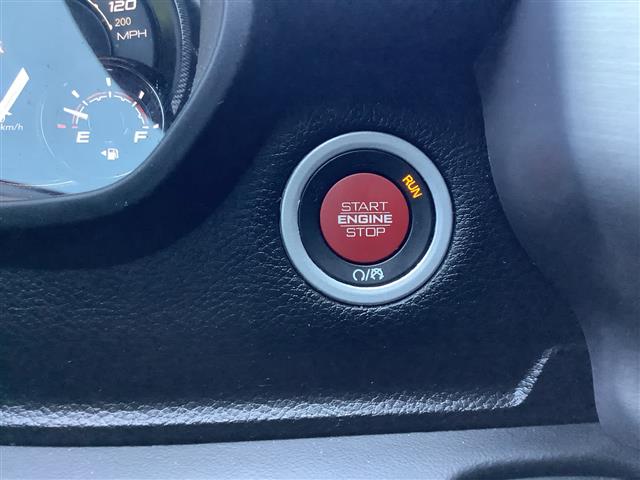 120
200
MPH
km/h
E F
RUN
START
ENGINE
STOP